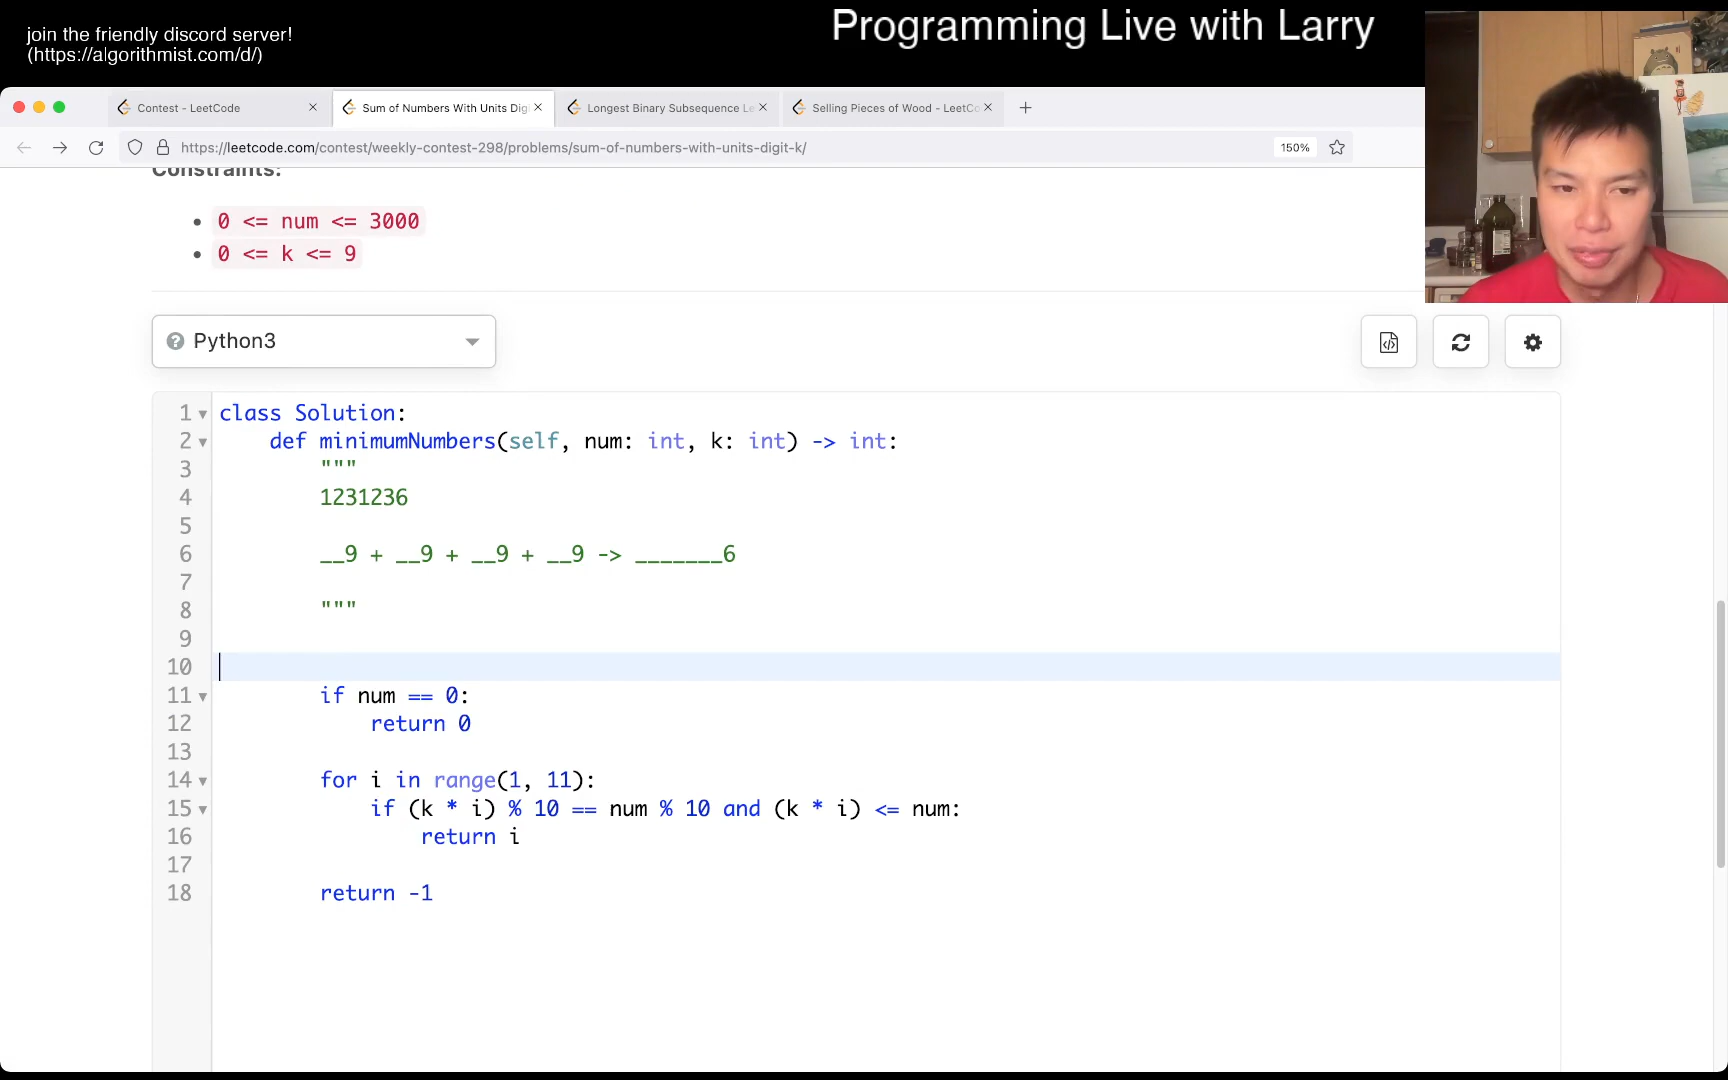 join the friendly discord server!
(https://algorithmist.com/d/)
Programming Live with Larry
Contest - LeetCode
Sum of Numbers With Units Dig
Longest Binary Subsequence Le
Selling Pieces of Wood - LeetCo
https://leetcode.com/contest/weekly-contest-298/problems/sum-of-numbers-with-units-digit-k/
150%
Constraints:
0 <= num <= 3000
0 <= k <= 9
Python3
1 class Solution:
2 def minimumNumbers(self, num: int, k: int) -> int:
3 """
4 1231236
5
6 __9 + __9 + __9 + __9 -> _______6
7
8 """
9
10
11 if num == 0:
12 return 0
13
14 for i in range(1, 11):
15 if (k * i) % 10 == num % 10 and (k * i) <= num:
16 return i
17
18 return -1